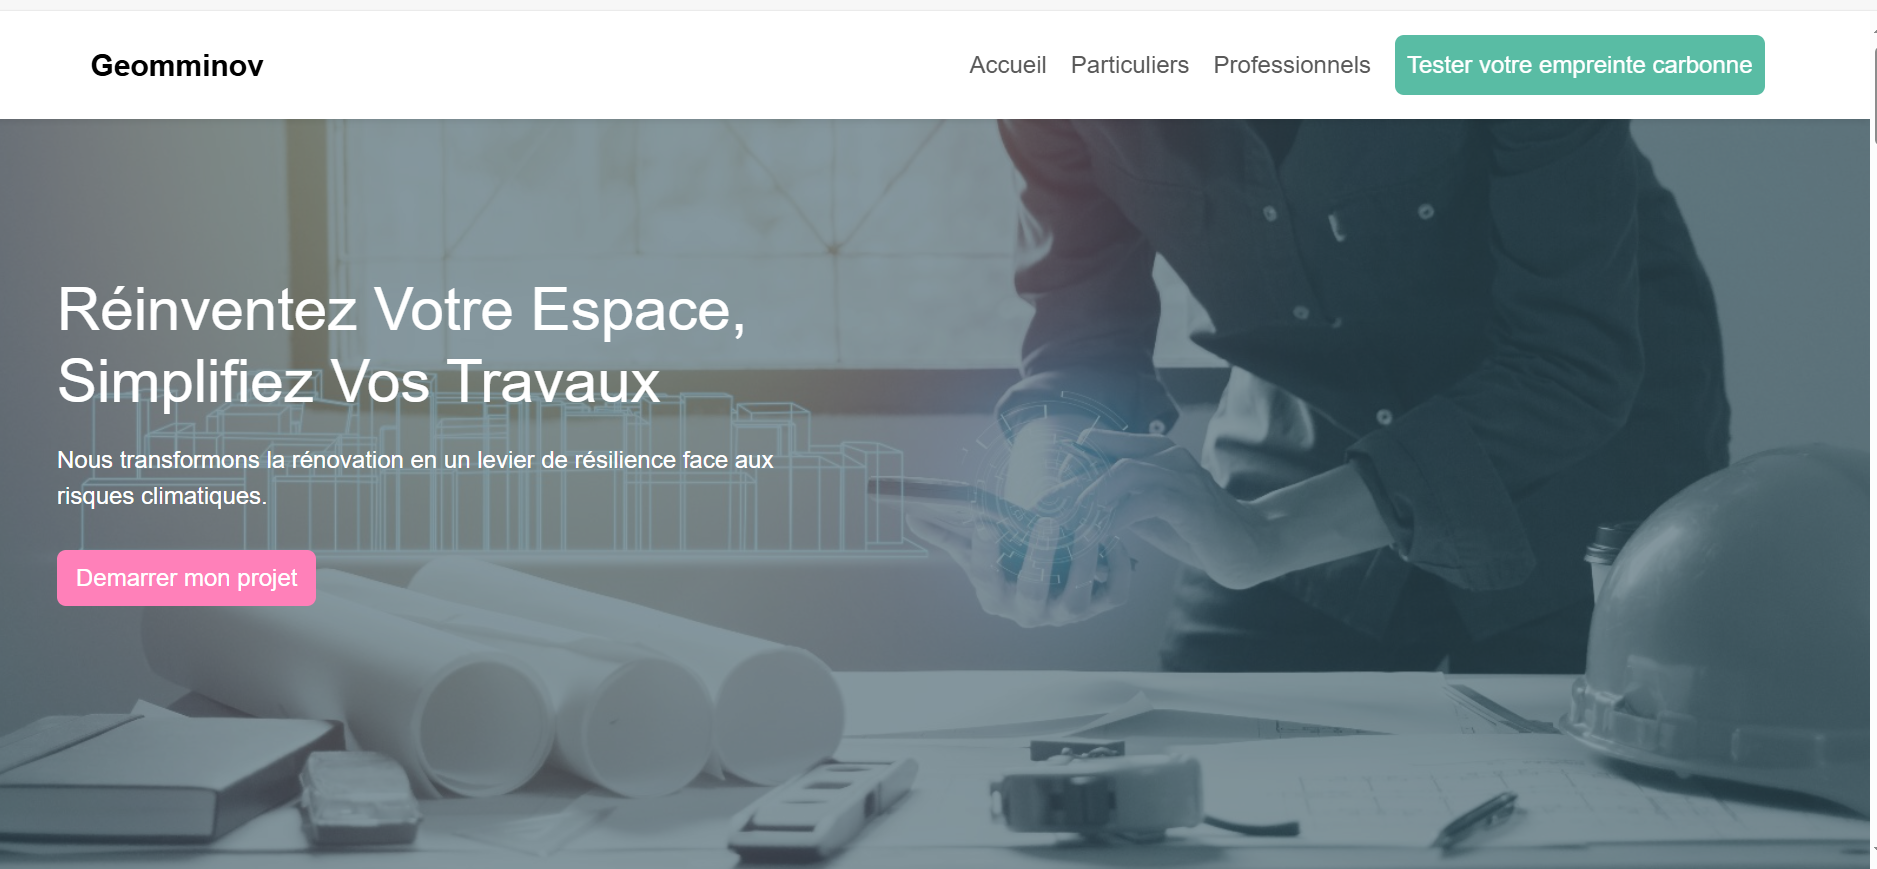 Geomminov
Accueil Particuliers Professionnels Tester votre empreinte carbonne
Réinventez Votre Espace,
Simplifiez Vos Travaux
Nous transformons la rénovation en un levier de résilience face aux
risques climatiques.
Demarrer mon projet